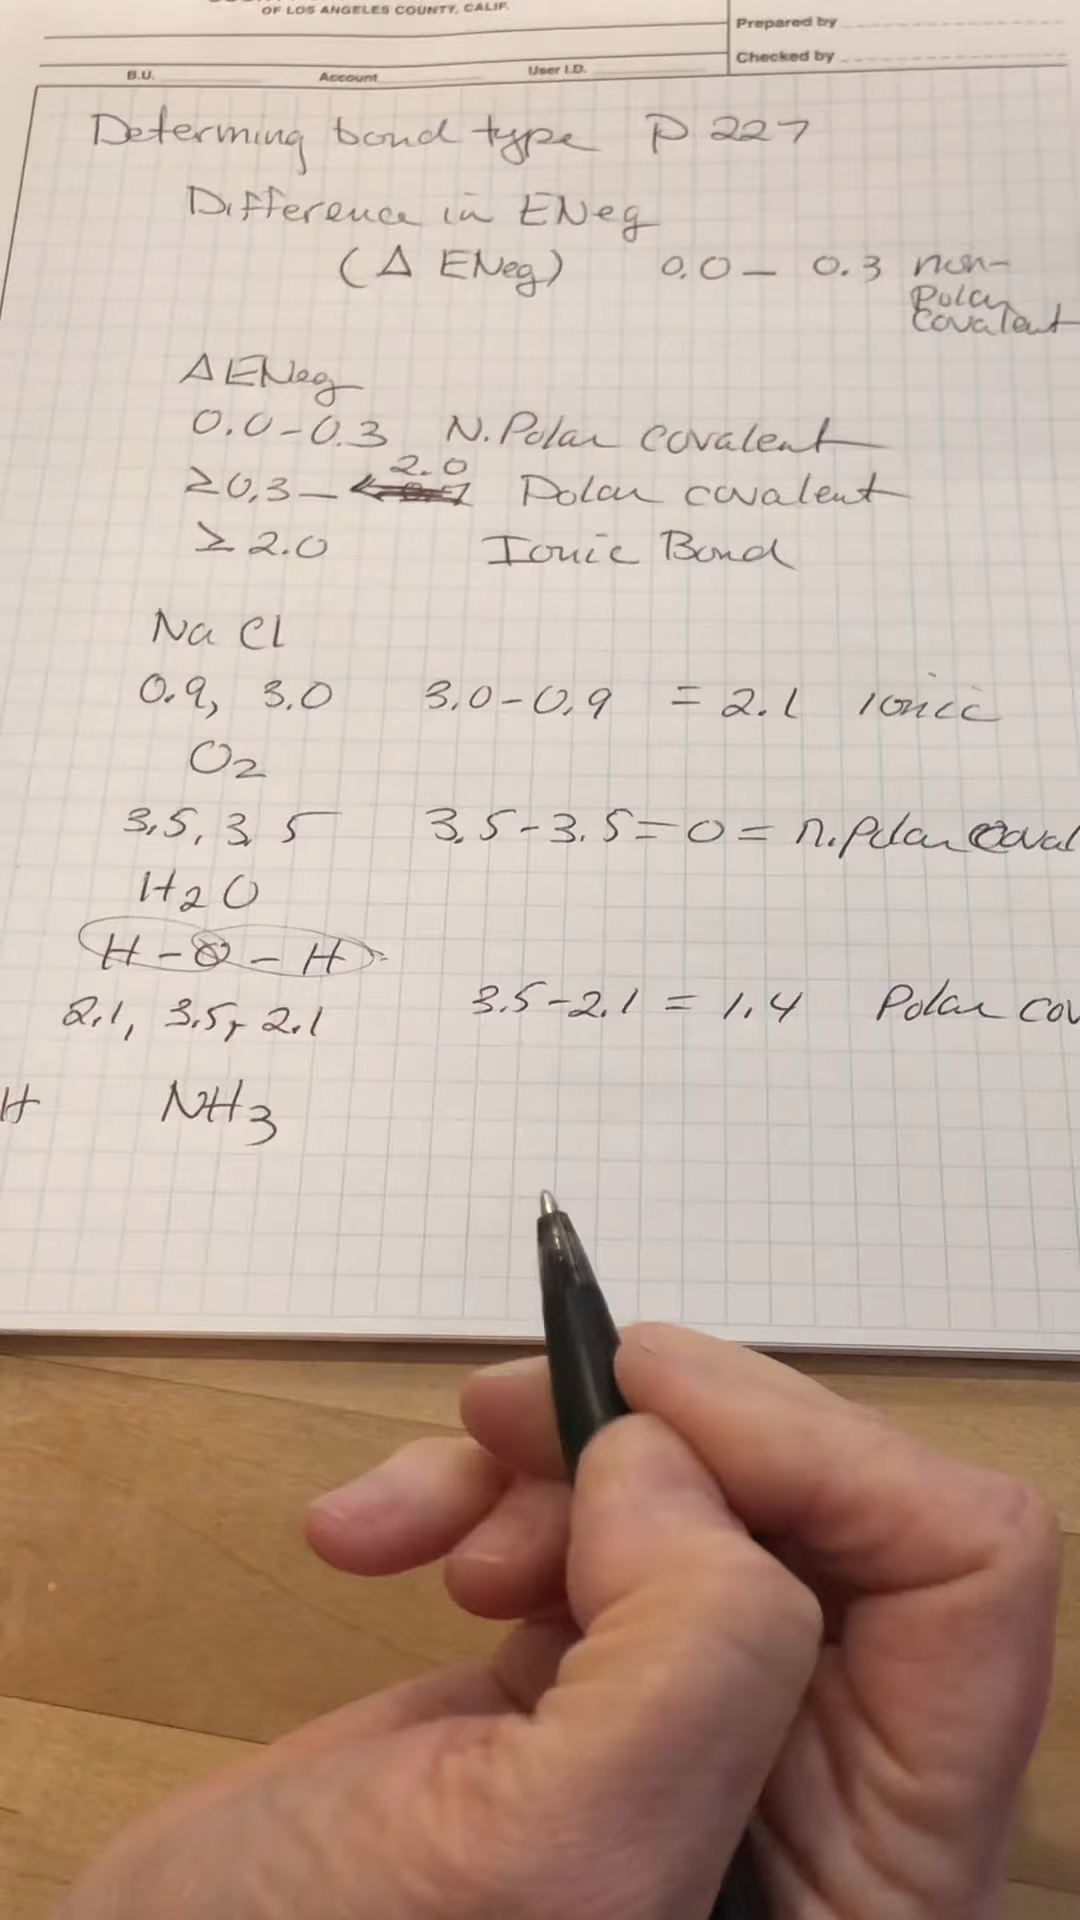 OF LOS ANGELES COUNTY, CALIF.
Prepared by
Checked by
B.U. Account User I.D.
Determing bond type P 227
Difference in ENeg
(Δ ENeg) 0.0 – 0.3 non-
Polar
Covalent
Δ ENeg
0.0-0.3 N.Polar covalent
≥0.3 – 2.0 Polar covalent
≥ 2.0 Ionic Bond
Na Cl
0.9, 3.0 3.0-0.9 = 2.1 ionic
O2
3.5, 3.5 3.5-3.5=0= n.polar coval
H2O
H-O-H
2.1, 3.5, 2.1 3.5-2.1 = 1.4 Polar cov
H NH3